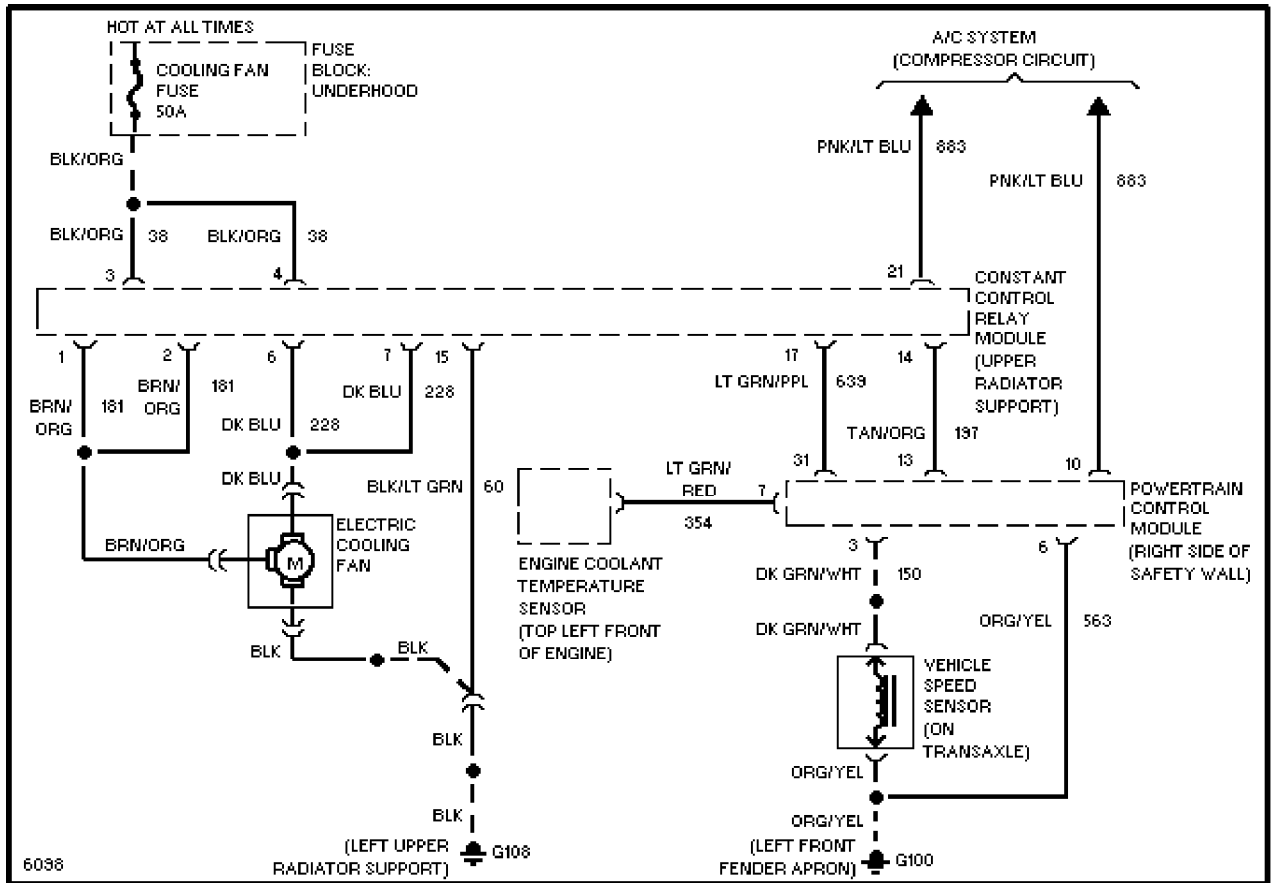 HOT AT ALL TIMES
COOLING FAN
FUSE
50A
FUSE
BLOCK:
UNDERHOOD
A/C SYSTEM
(COMPRESSOR CIRCUIT)
BLK/ORG
PNK/LT BLU 883
PNK/LT BLU 883
BLK/ORG 38
BLK/ORG 38
3
4
21
CONSTANT
CONTROL
RELAY
MODULE
(UPPER
RADIATOR
SUPPORT)
1
2
6
7
15
17
14
BRN/
ORG
181
BRN/
ORG
181
DK BLU 228
DK BLU 228
LT GRN/PPL 639
TAN/ORG 197
DK BLU
BLK/LT GRN 60
LT GRN/
RED
354
7
31
13
10
POWERTRAIN
CONTROL
MODULE
(RIGHT SIDE OF
SAFETY WALL)
BRN/ORG
M
ELECTRIC
COOLING
FAN
ENGINE COOLANT
TEMPERATURE
SENSOR
(TOP LEFT FRONT
OF ENGINE)
3
6
DK GRN/WHT 150
DK GRN/WHT
ORG/YEL 563
BLK
BLK
VEHICLE
SPEED
SENSOR
(ON
TRANSAXLE)
BLK
ORG/YEL
BLK
ORG/YEL
(LEFT UPPER
RADIATOR SUPPORT)
G108
(LEFT FRONT
FENDER APRON)
G100
6098